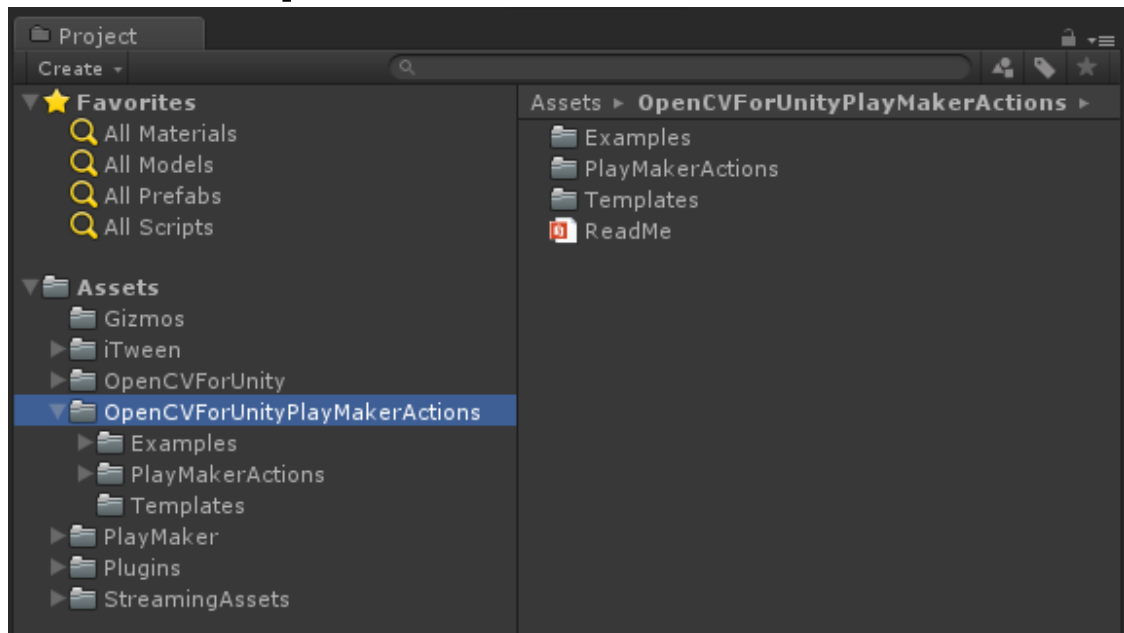 Project
Create
Favorites
All Materials
All Models
All Prefabs
All Scripts
Assets
Gizmos
iTween
OpenCVForUnity
OpenCVForUnityPlayMakerActions
Examples
PlayMakerActions
Templates
PlayMaker
Plugins
StreamingAssets
Assets ▸ OpenCVForUnityPlayMakerActions ▸
Examples
PlayMakerActions
Templates
ReadMe